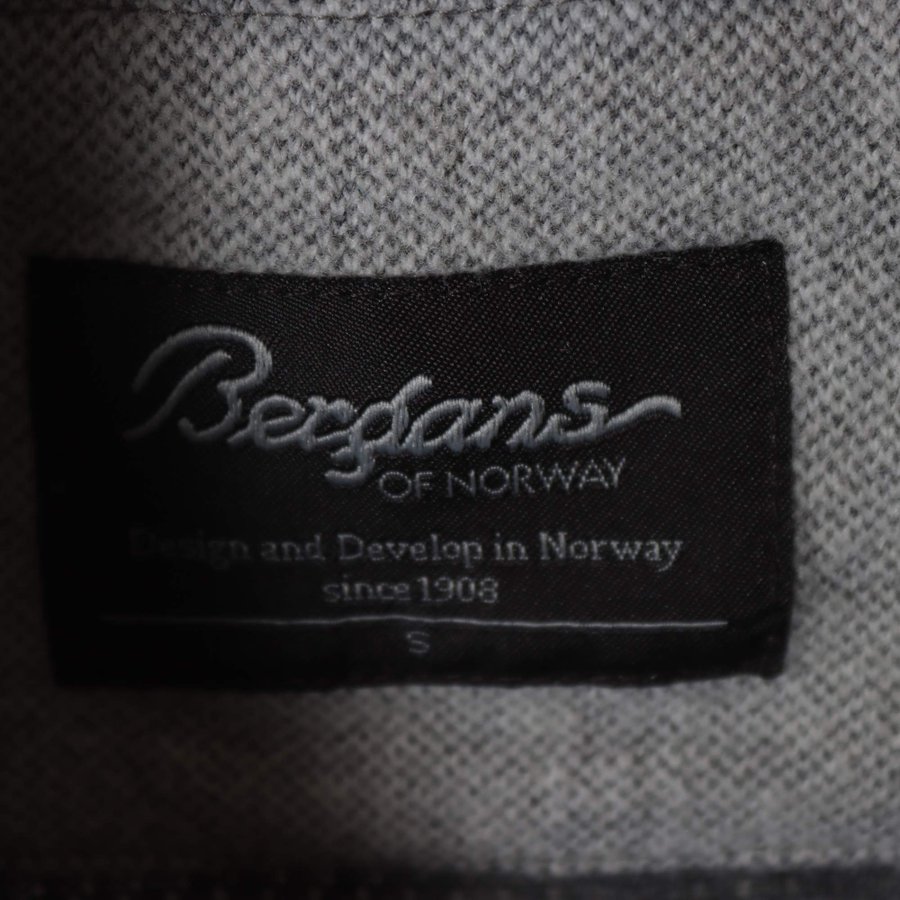 Bergans
OF NORWAY
Design and Develop in Norway
since 1908
S